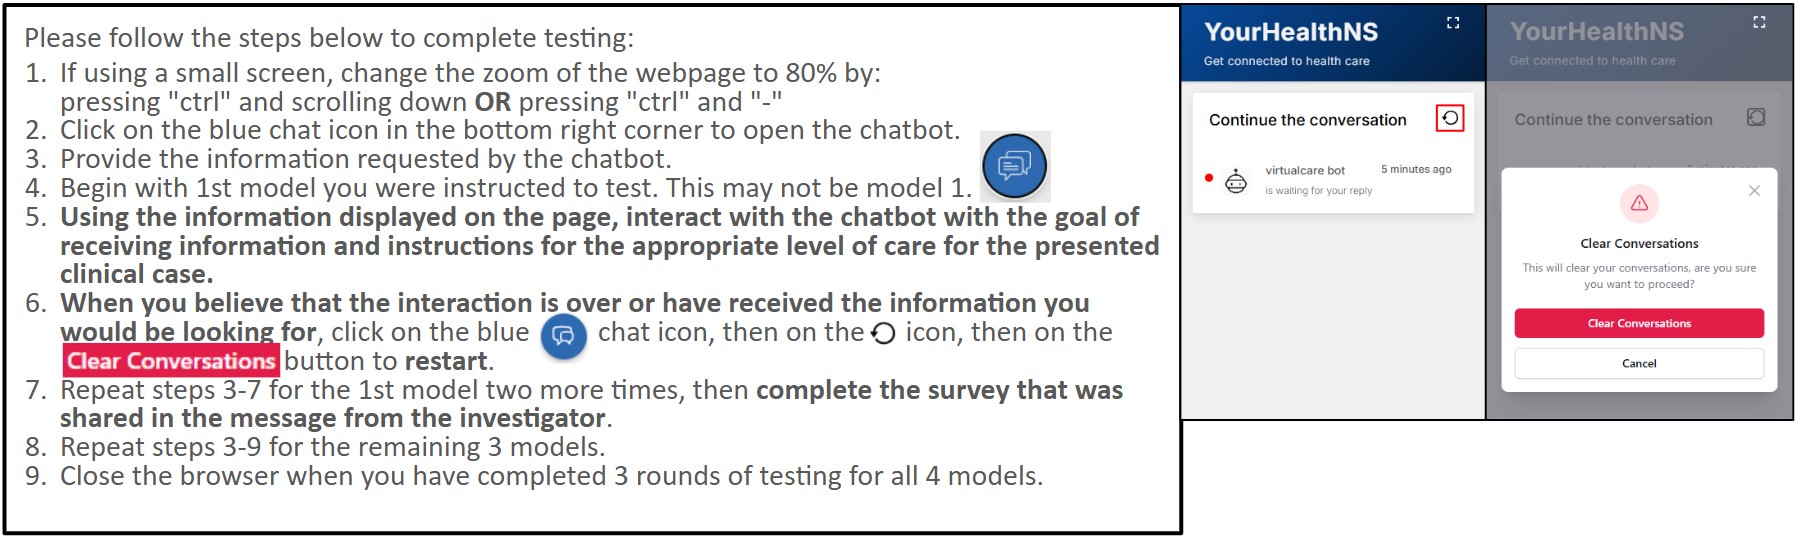 Please follow the steps below to complete testing:
1. If using a small screen, change the zoom of the webpage to 80% by:
pressing "ctrl" and scrolling down OR pressing "ctrl" and "-"
2. Click on the blue chat icon in the bottom right corner to open the chatbot.
3. Provide the information requested by the chatbot.
4. Begin with 1st model you were instructed to test. This may not be model 1.
5. Using the information displayed on the page, interact with the chatbot with the goal of
receiving information and instructions for the appropriate level of care for the presented
clinical case.
6. When you believe that the interaction is over or have received the information you
would be looking for, click on the blue chat icon, then on the icon, then on the
Clear Conversations button to restart.
7. Repeat steps 3-7 for the 1st model two more times, then complete the survey that was
shared in the message from the investigator.
8. Repeat steps 3-9 for the remaining 3 models.
9. Close the browser when you have completed 3 rounds of testing for all 4 models.
YourHealthNS
Get connected to health care
Continue the conversation
virtualcare bot 5 minutes ago
is waiting for your reply
YourHealthNS
Get connected to health care
Continue the conversation
Clear Conversations
This will clear your conversations, are you sure
you want to proceed?
Clear Conversations
Cancel